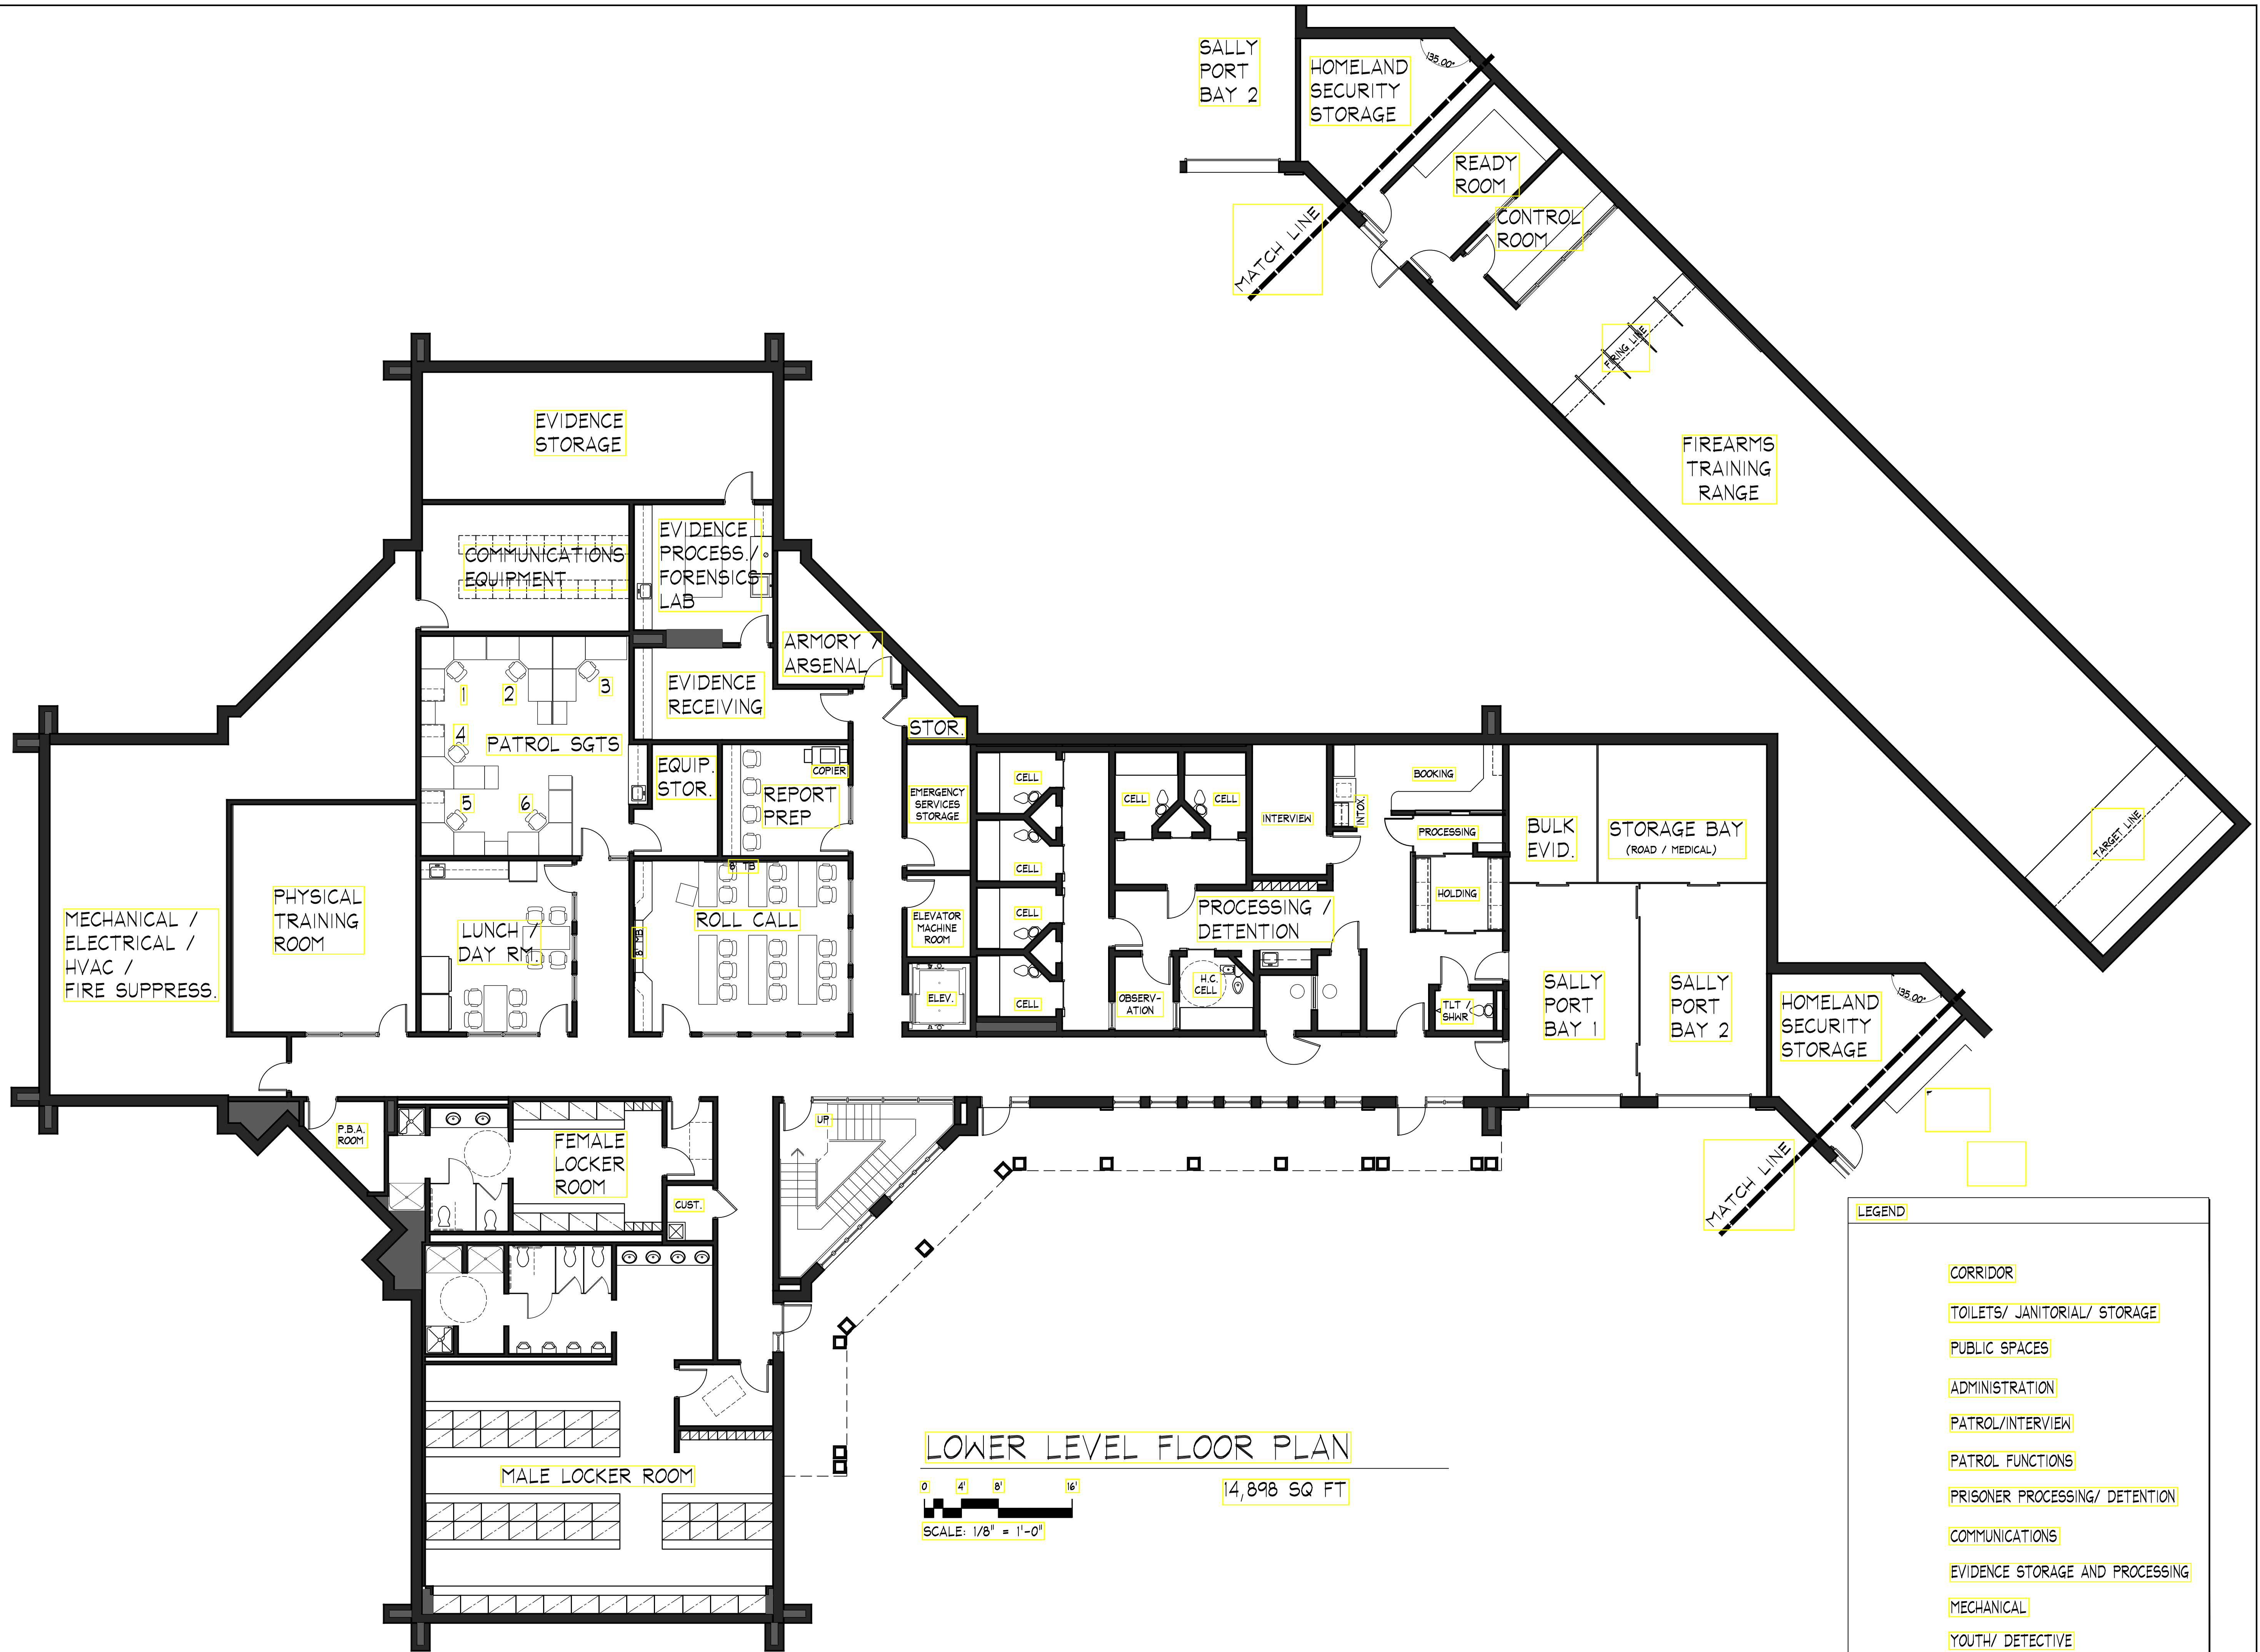 SALLY
PORT
BAY 2
HOMELAND
SECURITY
STORAGE
135.00°
READY
ROOM
CONTROL
ROOM
MATCH LINE
FIRING LINE
FIREARMS
TRAINING
RANGE
TARGET LINE
EVIDENCE
STORAGE
COMMUNICATIONS
EQUIPMENT
EVIDENCE
PROCESS./
FORENSICS
LAB
ARMORY /
ARSENAL
EVIDENCE
RECEIVING
1
2
3
4
PATROL SGTS
5
6
STOR.
EQUIP.
STOR.
COPIER
REPORT
PREP
EMERGENCY
SERVICES
STORAGE
CELL
CELL
CELL
CELL
CELL
CELL
INTERVIEW
BOOKING
INTOX.
PROCESSING
HOLDING
BULK
EVID.
STORAGE BAY
(ROAD / MEDICAL)
MECHANICAL /
ELECTRICAL /
HVAC /
FIRE SUPPRESS.
PHYSICAL
TRAINING
ROOM
LUNCH /
DAY RM.
8' TB
8' MB
ROLL CALL
ELEVATOR
MACHINE
ROOM
ELEV.
PROCESSING /
DETENTION
OBSERV-
ATION
H.C.
CELL
TLT /
SHWR
SALLY
PORT
BAY 1
SALLY
PORT
BAY 2
HOMELAND
SECURITY
STORAGE
135.00°
MATCH LINE
P.B.A.
ROOM
FEMALE
LOCKER
ROOM
CUST.
UP
MALE LOCKER ROOM
LOWER LEVEL FLOOR PLAN
0 4' 8' 16'
14,898 SQ FT
SCALE: 1/8" = 1'-0"
LEGEND
CORRIDOR
TOILETS/ JANITORIAL/ STORAGE
PUBLIC SPACES
ADMINISTRATION
PATROL/INTERVIEW
PATROL FUNCTIONS
PRISONER PROCESSING/ DETENTION
COMMUNICATIONS
EVIDENCE STORAGE AND PROCESSING
MECHANICAL
YOUTH/ DETECTIVE